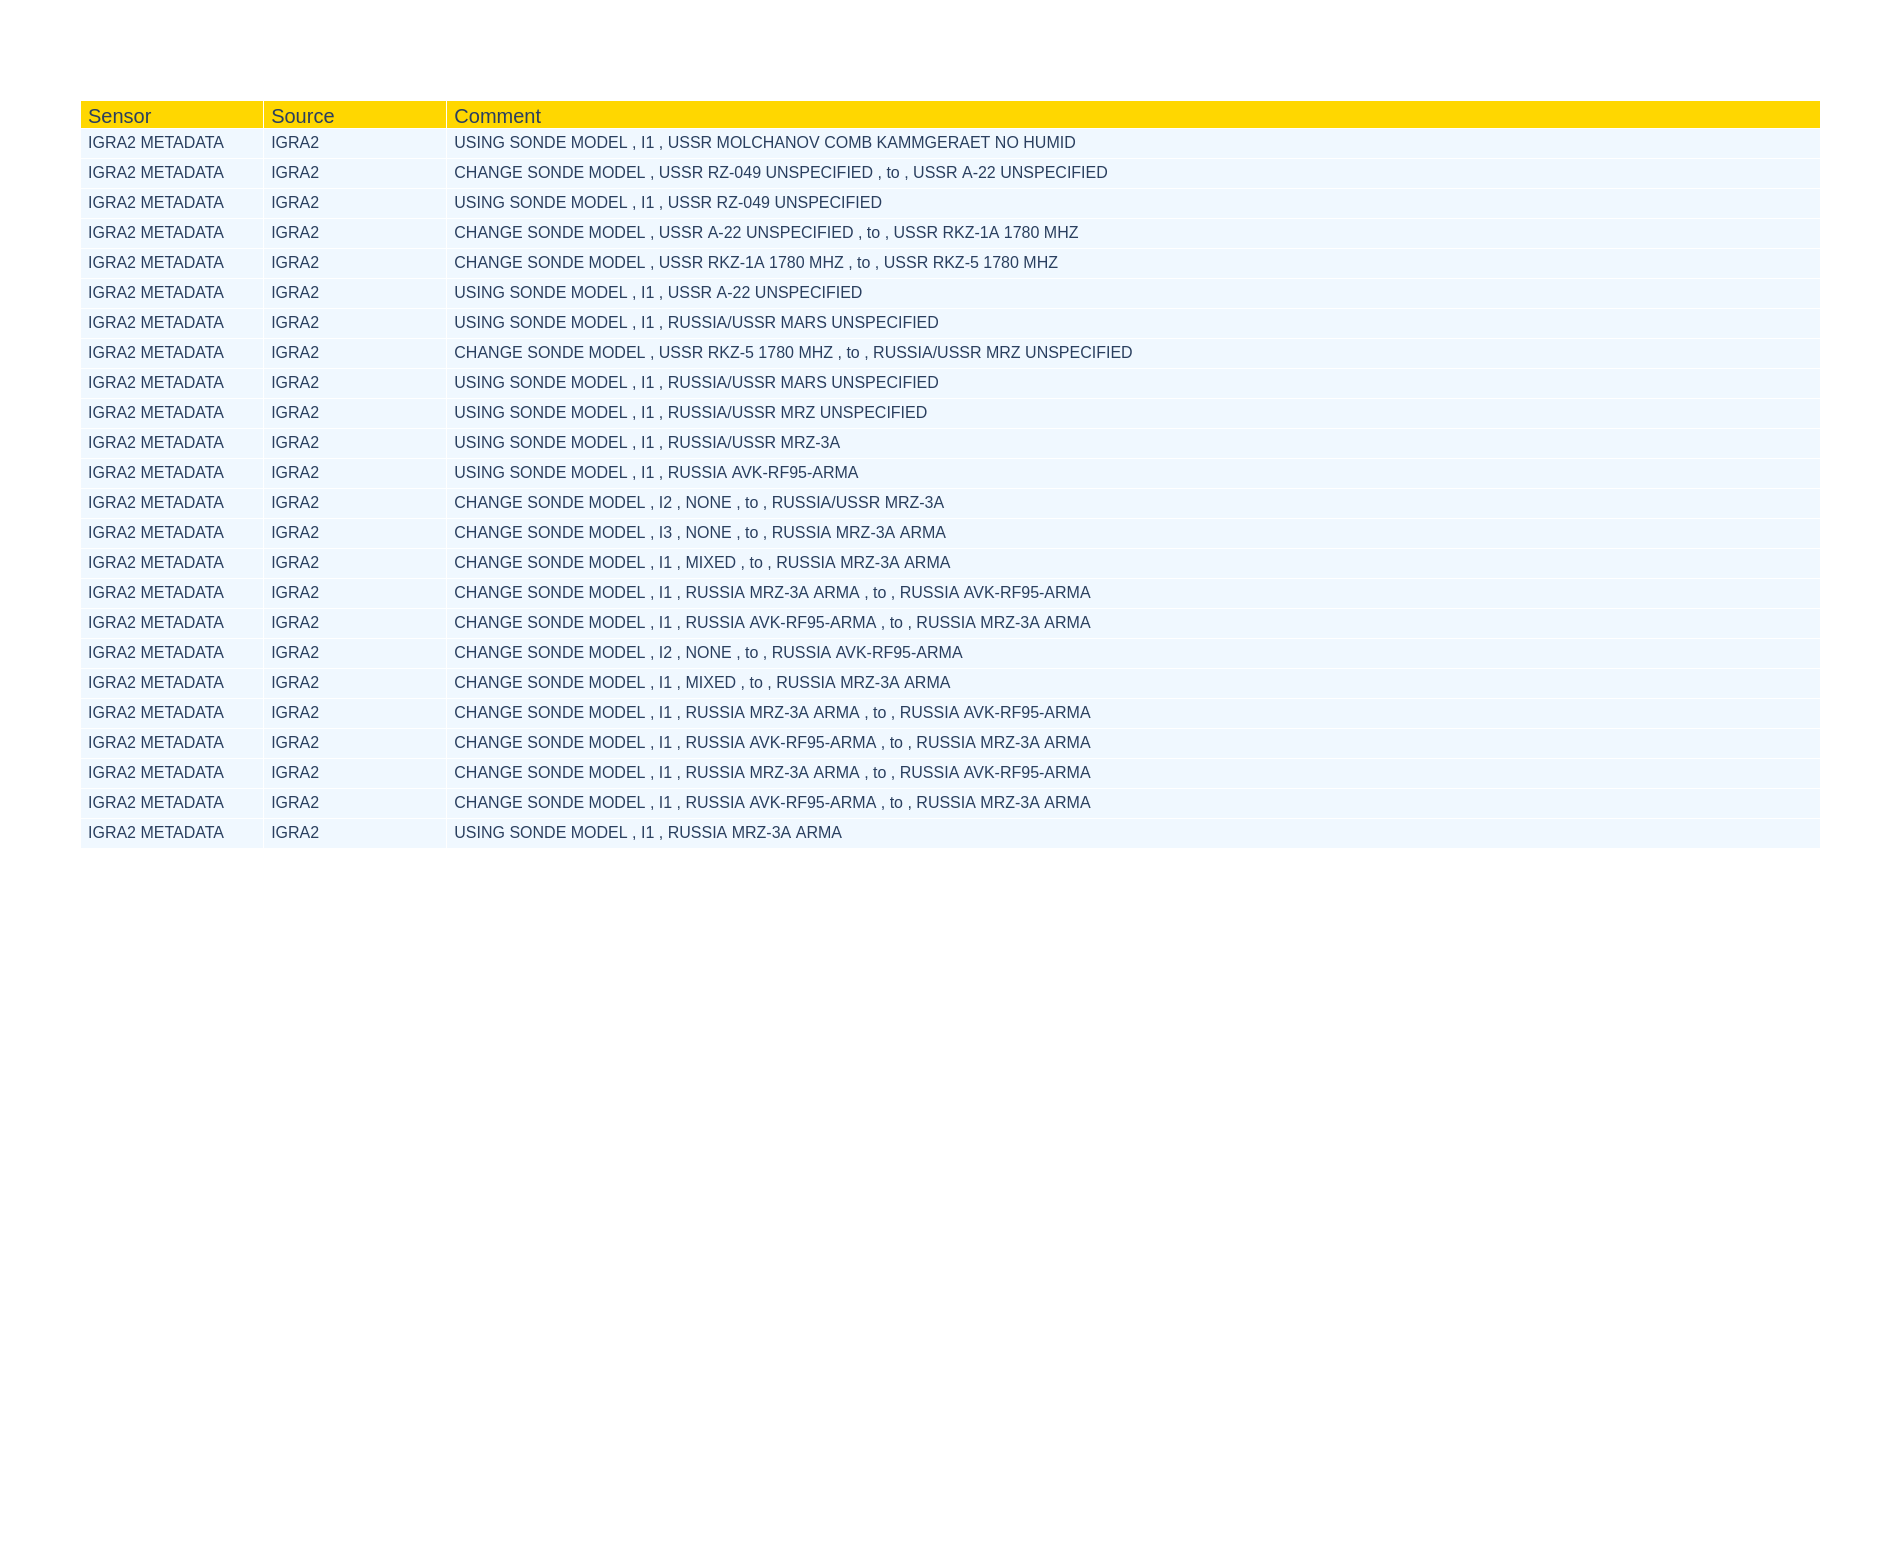 Sensor Source Comment
IGRA2 METADATA IGRA2 USING SONDE MODEL , I1 , USSR MOLCHANOV COMB KAMMGERAET NO HUMID
IGRA2 METADATA IGRA2 CHANGE SONDE MODEL , USSR RZ-049 UNSPECIFIED , to , USSR A-22 UNSPECIFIED
IGRA2 METADATA IGRA2 USING SONDE MODEL , I1 , USSR RZ-049 UNSPECIFIED
IGRA2 METADATA IGRA2 CHANGE SONDE MODEL , USSR A-22 UNSPECIFIED , to , USSR RKZ-1A 1780 MHZ
IGRA2 METADATA IGRA2 CHANGE SONDE MODEL , USSR RKZ-1A 1780 MHZ , to , USSR RKZ-5 1780 MHZ
IGRA2 METADATA IGRA2 USING SONDE MODEL , I1 , USSR A-22 UNSPECIFIED
IGRA2 METADATA IGRA2 USING SONDE MODEL , I1 , RUSSIA/USSR MARS UNSPECIFIED
IGRA2 METADATA IGRA2 CHANGE SONDE MODEL , USSR RKZ-5 1780 MHZ , to , RUSSIA/USSR MRZ UNSPECIFIED
IGRA2 METADATA IGRA2 USING SONDE MODEL , I1 , RUSSIA/USSR MARS UNSPECIFIED
IGRA2 METADATA IGRA2 USING SONDE MODEL , I1 , RUSSIA/USSR MRZ UNSPECIFIED
IGRA2 METADATA IGRA2 USING SONDE MODEL , I1 , RUSSIA/USSR MRZ-3A
IGRA2 METADATA IGRA2 USING SONDE MODEL , I1 , RUSSIA AVK-RF95-ARMA
IGRA2 METADATA IGRA2 CHANGE SONDE MODEL , I2 , NONE , to , RUSSIA/USSR MRZ-3A
IGRA2 METADATA IGRA2 CHANGE SONDE MODEL , I3 , NONE , to , RUSSIA MRZ-3A ARMA
IGRA2 METADATA IGRA2 CHANGE SONDE MODEL , I1 , MIXED , to , RUSSIA MRZ-3A ARMA
IGRA2 METADATA IGRA2 CHANGE SONDE MODEL , I1 , RUSSIA MRZ-3A ARMA , to , RUSSIA AVK-RF95-ARMA
IGRA2 METADATA IGRA2 CHANGE SONDE MODEL , I1 , RUSSIA AVK-RF95-ARMA , to , RUSSIA MRZ-3A ARMA
IGRA2 METADATA IGRA2 CHANGE SONDE MODEL , I2 , NONE , to , RUSSIA AVK-RF95-ARMA
IGRA2 METADATA IGRA2 CHANGE SONDE MODEL , I1 , MIXED , to , RUSSIA MRZ-3A ARMA
IGRA2 METADATA IGRA2 CHANGE SONDE MODEL , I1 , RUSSIA MRZ-3A ARMA , to , RUSSIA AVK-RF95-ARMA
IGRA2 METADATA IGRA2 CHANGE SONDE MODEL , I1 , RUSSIA AVK-RF95-ARMA , to , RUSSIA MRZ-3A ARMA
IGRA2 METADATA IGRA2 CHANGE SONDE MODEL , I1 , RUSSIA MRZ-3A ARMA , to , RUSSIA AVK-RF95-ARMA
IGRA2 METADATA IGRA2 CHANGE SONDE MODEL , I1 , RUSSIA AVK-RF95-ARMA , to , RUSSIA MRZ-3A ARMA
IGRA2 METADATA IGRA2 USING SONDE MODEL , I1 , RUSSIA MRZ-3A ARMA